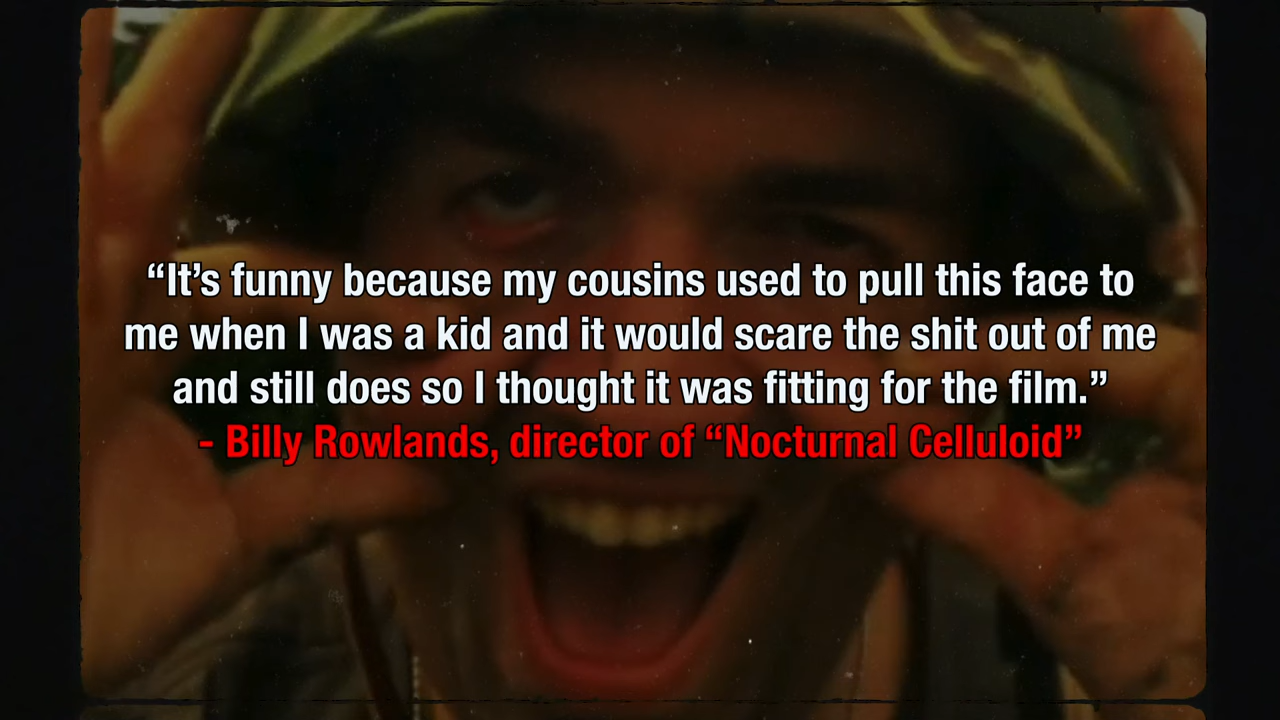 “It’s funny because my cousins used to pull this face to
me when I was a kid and it would scare the shit out of me
and still does so I thought it was fitting for the film.”
- Billy Rowlands, director of “Nocturnal Celluloid”